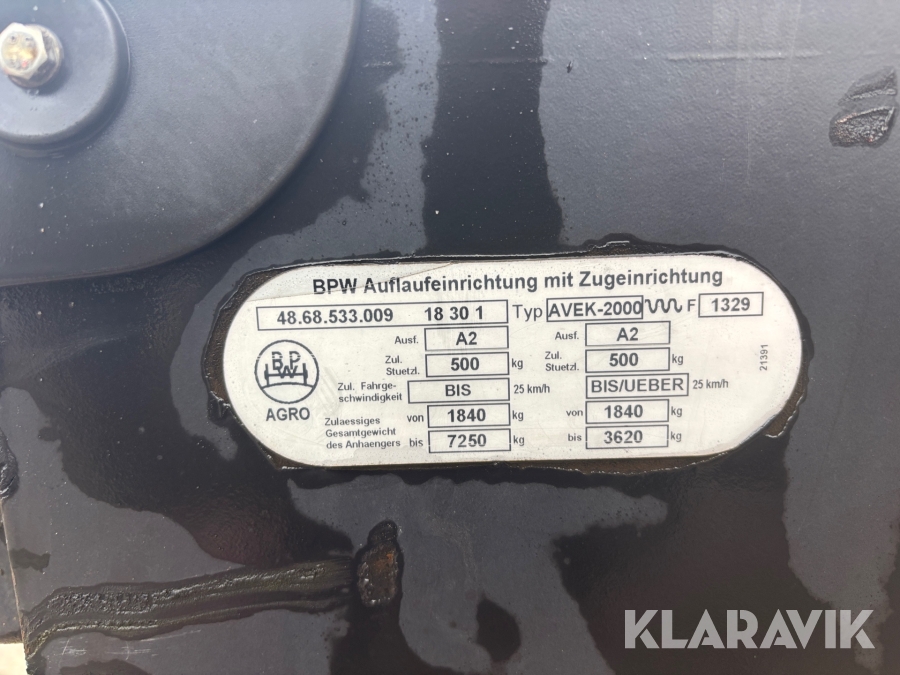 BPW Auflaufeinrichtung mit Zugeinrichtung
48.68.533.009 18 30 1 Typ AVEK-2000 F 1329
Ausf. A2 Ausf. A2
Zul. Stuetzl. 500 kg Zul. Stuetzl. 500 kg
BPW
AGRO
Zul. Fahrge-
schwindigkeit BIS 25 km/h BIS/UEBER 25 km/h
Zulaessiges von 1840 kg von 1840 kg
Gesamtgewicht
des Anhaengers bis 7250 kg bis 3620 kg
21391
KLARAVIK